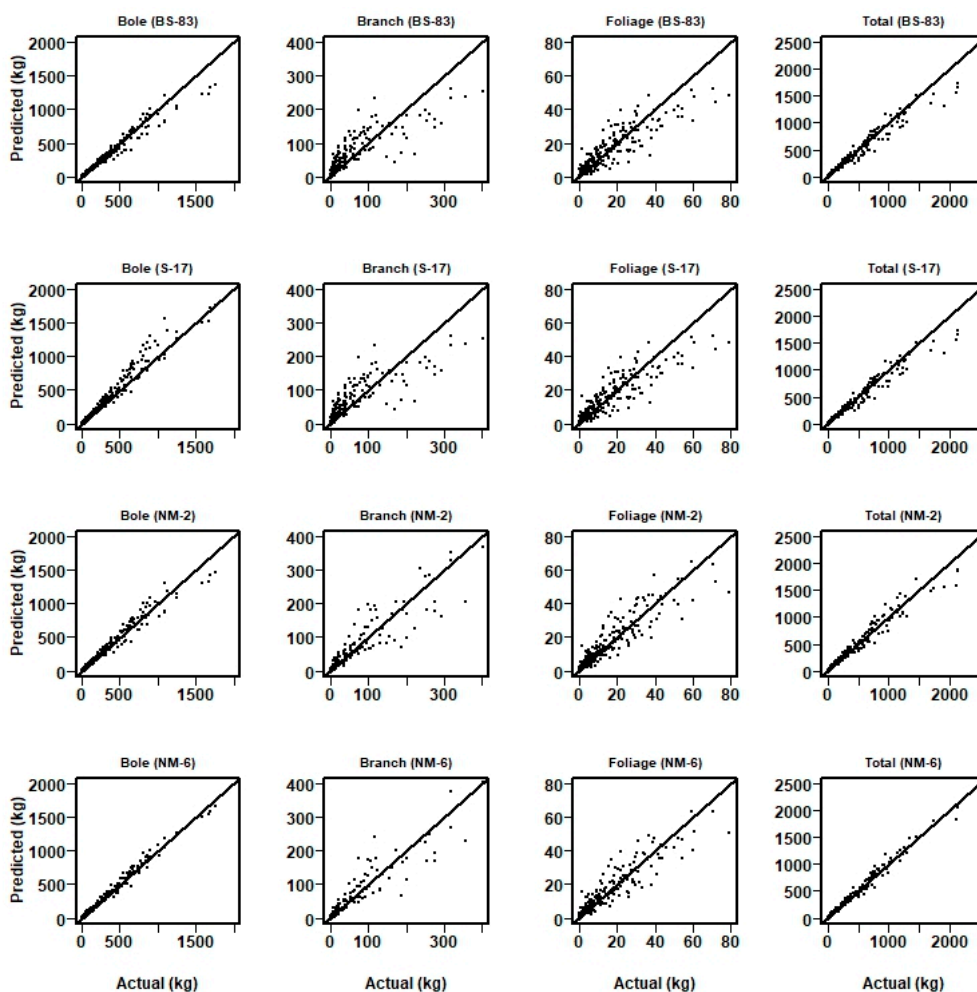 Bole (BS-83) Branch (BS-83) Foliage (BS-83) Total (BS-83)
Predicted (kg)
2000 1500 1000 500 0
400 300 200 100 0
80 60 40 20 0
2500 2000 1500 1000 500 0
0 500 1500
0 100 300
0 20 40 60 80
0 1000 2000
Bole (S-17) Branch (S-17) Foliage (S-17) Total (S-17)
Predicted (kg)
2000 1500 1000 500 0
400 300 200 100 0
80 60 40 20 0
2500 2000 1500 1000 500 0
0 500 1500
0 100 300
0 20 40 60 80
0 1000 2000
Bole (NM-2) Branch (NM-2) Foliage (NM-2) Total (NM-2)
Predicted (kg)
2000 1500 1000 500 0
400 300 200 100 0
80 60 40 20 0
2500 2000 1500 1000 500 0
0 500 1500
0 100 300
0 20 40 60 80
0 1000 2000
Bole (NM-6) Branch (NM-6) Foliage (NM-6) Total (NM-6)
Predicted (kg)
2000 1500 1000 500 0
400 300 200 100 0
80 60 40 20 0
2500 2000 1500 1000 500 0
0 500 1500
0 100 300
0 20 40 60 80
0 1000 2000
Actual (kg) Actual (kg) Actual (kg) Actual (kg)